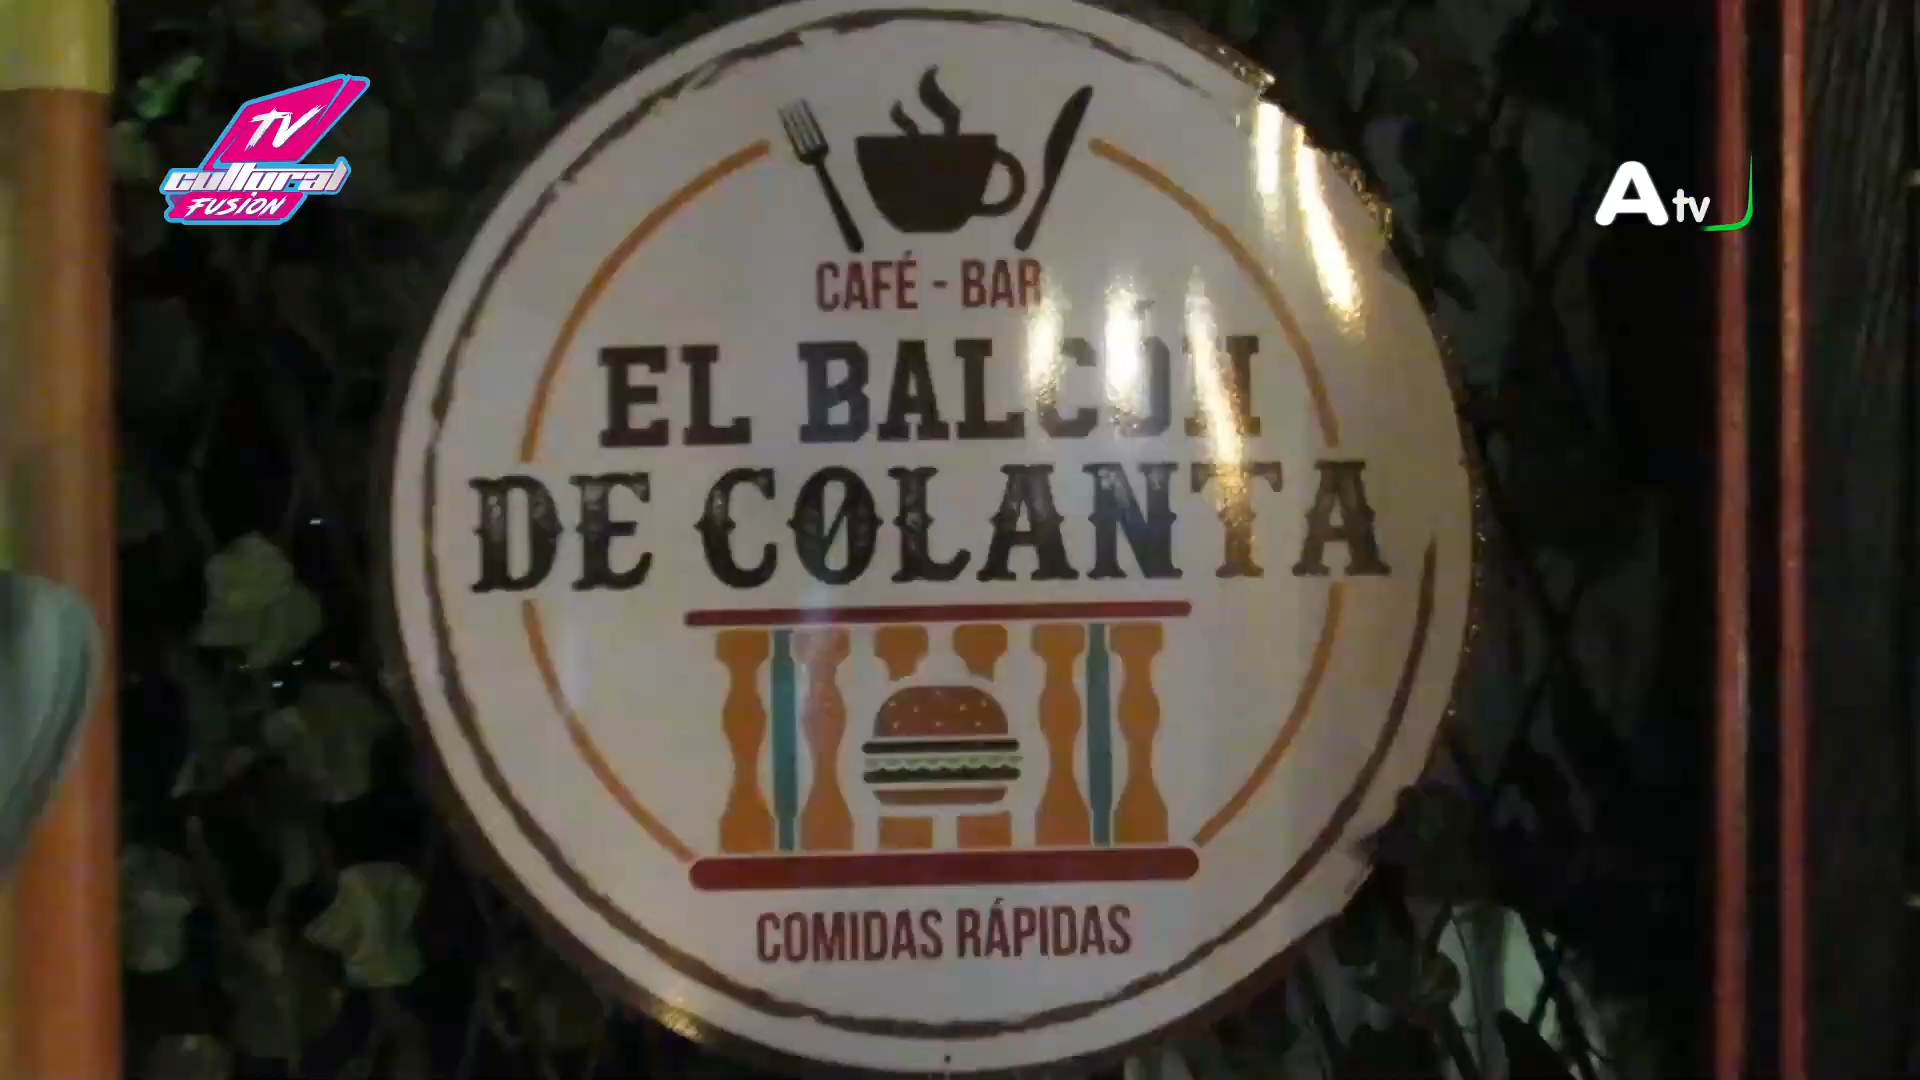 TV
cultural
FUSIÓN
Atv
CAFÉ - BAR
EL BALCÓN
DE COLANTA
COMIDAS RÁPIDAS